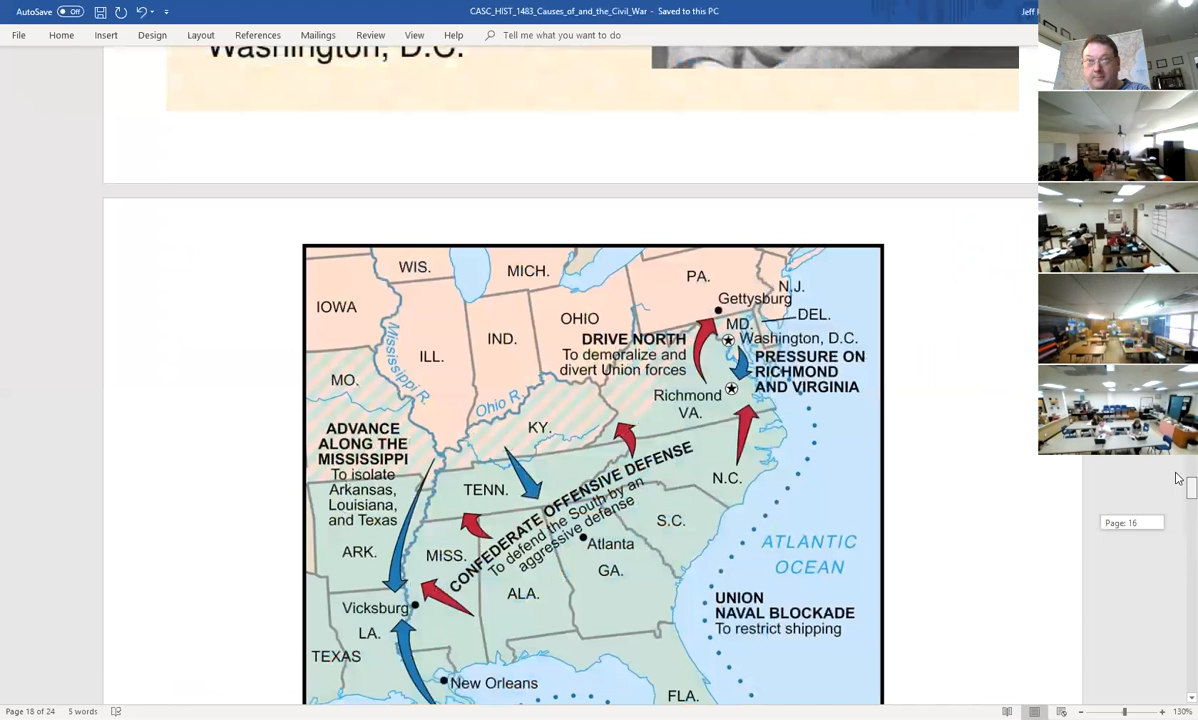 AutoSave
Off
CASC_HIST_1483_Causes_of_and_the_Civil_War - Saved to this PC
Jeff
File Home Insert Design Layout References Mailings Review View Help Tell me what you want to do
Washington, D.C.
WIS.
MICH.
PA.
N.J.
Gettysburg
IOWA
OHIO
DEL.
MD.
IND.
DRIVE NORTH
To demoralize and
divert Union forces
Washington, D.C.
PRESSURE ON
RICHMOND
AND VIRGINIA
ILL.
Mississippi R.
MO.
Ohio R.
Richmond
VA.
KY.
ADVANCE
ALONG THE
MISSISSIPPI
To isolate
Arkansas,
Louisiana,
and Texas
TENN.
N.C.
CONFEDERATE OFFENSIVE DEFENSE
To defend the South by an
aggressive defense
S.C.
Atlanta
ARK.
MISS.
GA.
ATLANTIC
OCEAN
ALA.
UNION
NAVAL BLOCKADE
To restrict shipping
Vicksburg
LA.
TEXAS
New Orleans
FLA.
Page: 16
Page 18 of 24 5 words
130%